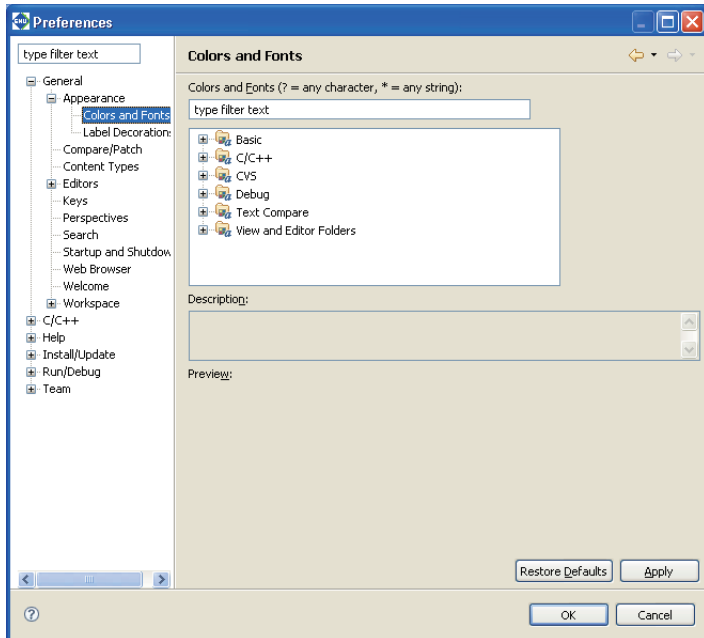 Preferences
type filter text
General
Appearance
Colors and Fonts
Label Decoration
Compare/Patch
Content Types
Editors
Keys
Perspectives
Search
Startup and Shutdow
Web Browser
Welcome
Workspace
C/C++
Help
Install/Update
Run/Debug
Team
Colors and Fonts
Colors and Fonts (? = any character, * = any string):
type filter text
Basic
C/C++
CVS
Debug
Text Compare
View and Editor Folders
Description:
Preview:
Restore Defaults
Apply
OK
Cancel